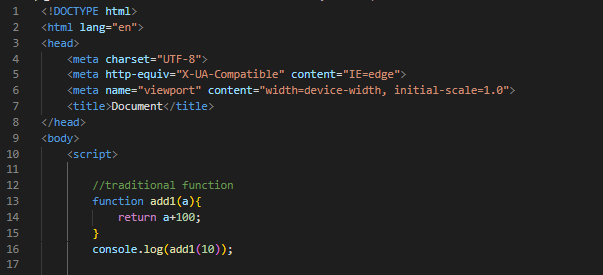 1 <!DOCTYPE html>
2 <html lang="en">
3 <head>
4     <meta charset="UTF-8">
5     <meta http-equiv="X-UA-Compatible" content="IE=edge">
6     <meta name="viewport" content="width=device-width, initial-scale=1.0">
7     <title>Document</title>
8 </head>
9 <body>
10     <script>
11
12         //traditional function
13         function add1(a){
14             return a+100;
15         }
16         console.log(add1(10));
17